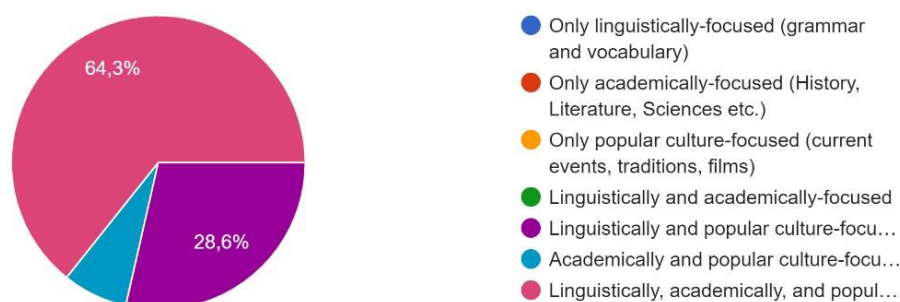 64,3%
28,6%
Only linguistically-focused (grammar
and vocabulary)
Only academically-focused (History,
Literature, Sciences etc.)
Only popular culture-focused (current
events, traditions, films)
Linguistically and academically-focused
Linguistically and popular culture-focu...
Academically and popular culture-focu...
Linguistically, academically, and popul...